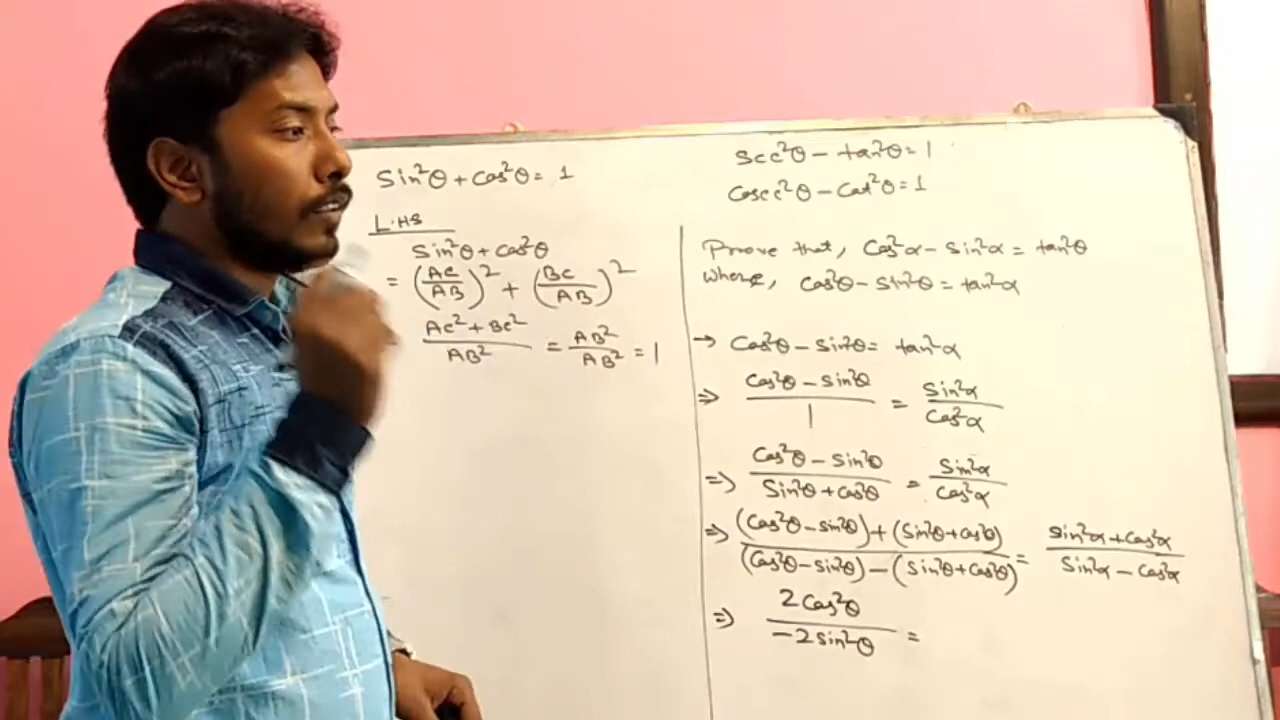 Sin²θ + Cos²θ = 1
L.HS
Sin²θ + Cos²θ
= (AC/AB)² + (BC/AB)²
AC² + BC²/AB² = AB²/AB² = 1
Sec²θ − tan²θ = 1
Cosec²θ − Cot²θ = 1
Prove that, Cos²α − Sin²α = tan²θ
where, Cos²θ − Sin²θ = tan²α
→ Cos²θ − Sin²θ = tan²α
⇒ Cos²θ − Sin²θ/1 = Sin²α/Cos²α
⇒ Cos²θ − Sin²θ/Sin²θ + Cos²θ = Sin²α/Cos²α
⇒ (Cos²θ − sin²θ) + (Sin²θ + Cos²θ)/(Cos²θ − sin²θ) − (Sin²θ + Cos²θ) = sin²α + Cos²α/Sin²α − Cos²α
⇒ 2Cos²θ/−2sin²θ =